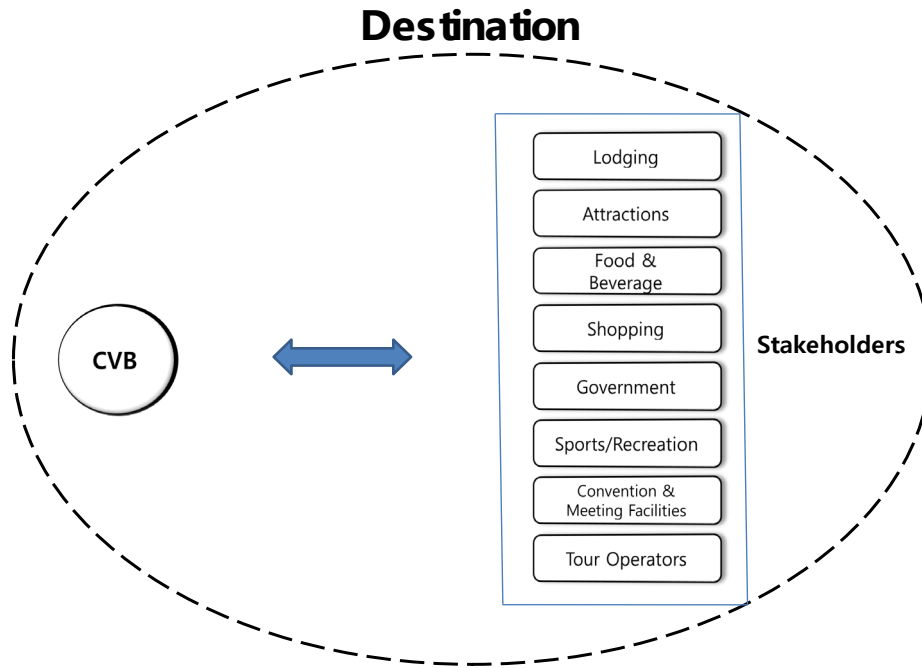 Destination
CVB
Lodging
Attractions
Food &
Beverage
Shopping
Government
Sports/Recreation
Convention &
Meeting Facilities
Tour Operators
Stakeholders